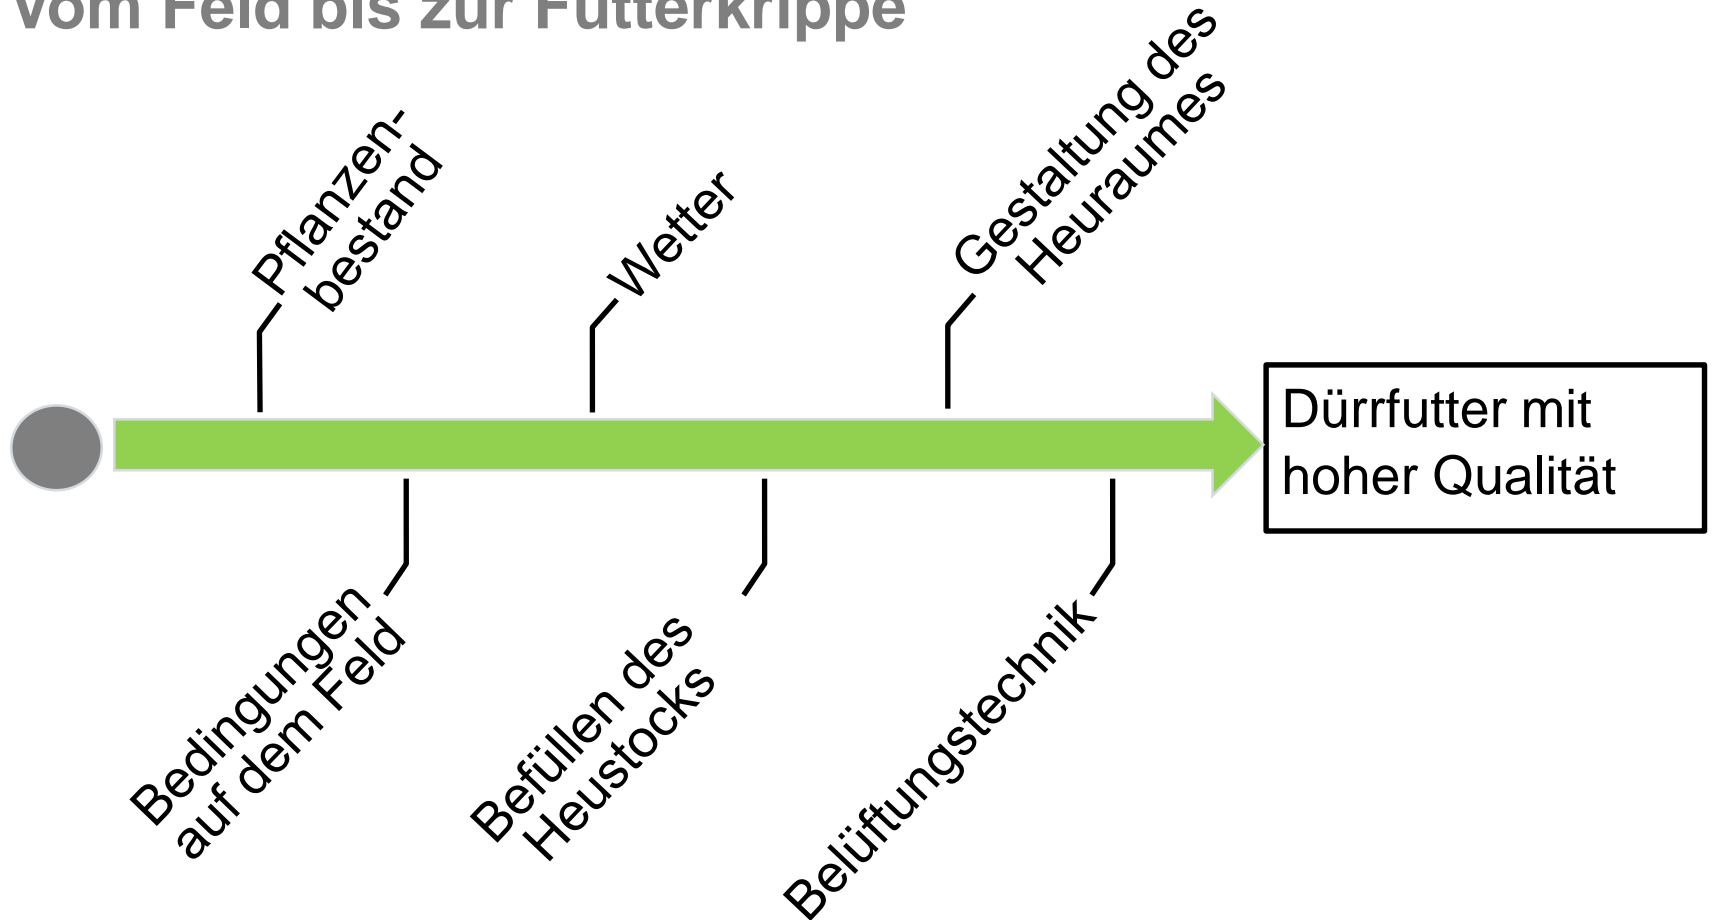 Vom Feld bis zur Futterkrippe
Pflanzen-
bestand
Wetter
Gestaltung des
Heuraumes
Dürrfutter mit
hoher Qualität
Bedingungen
auf dem Feld
Befüllen des
Heustocks
Belüftungstechnik